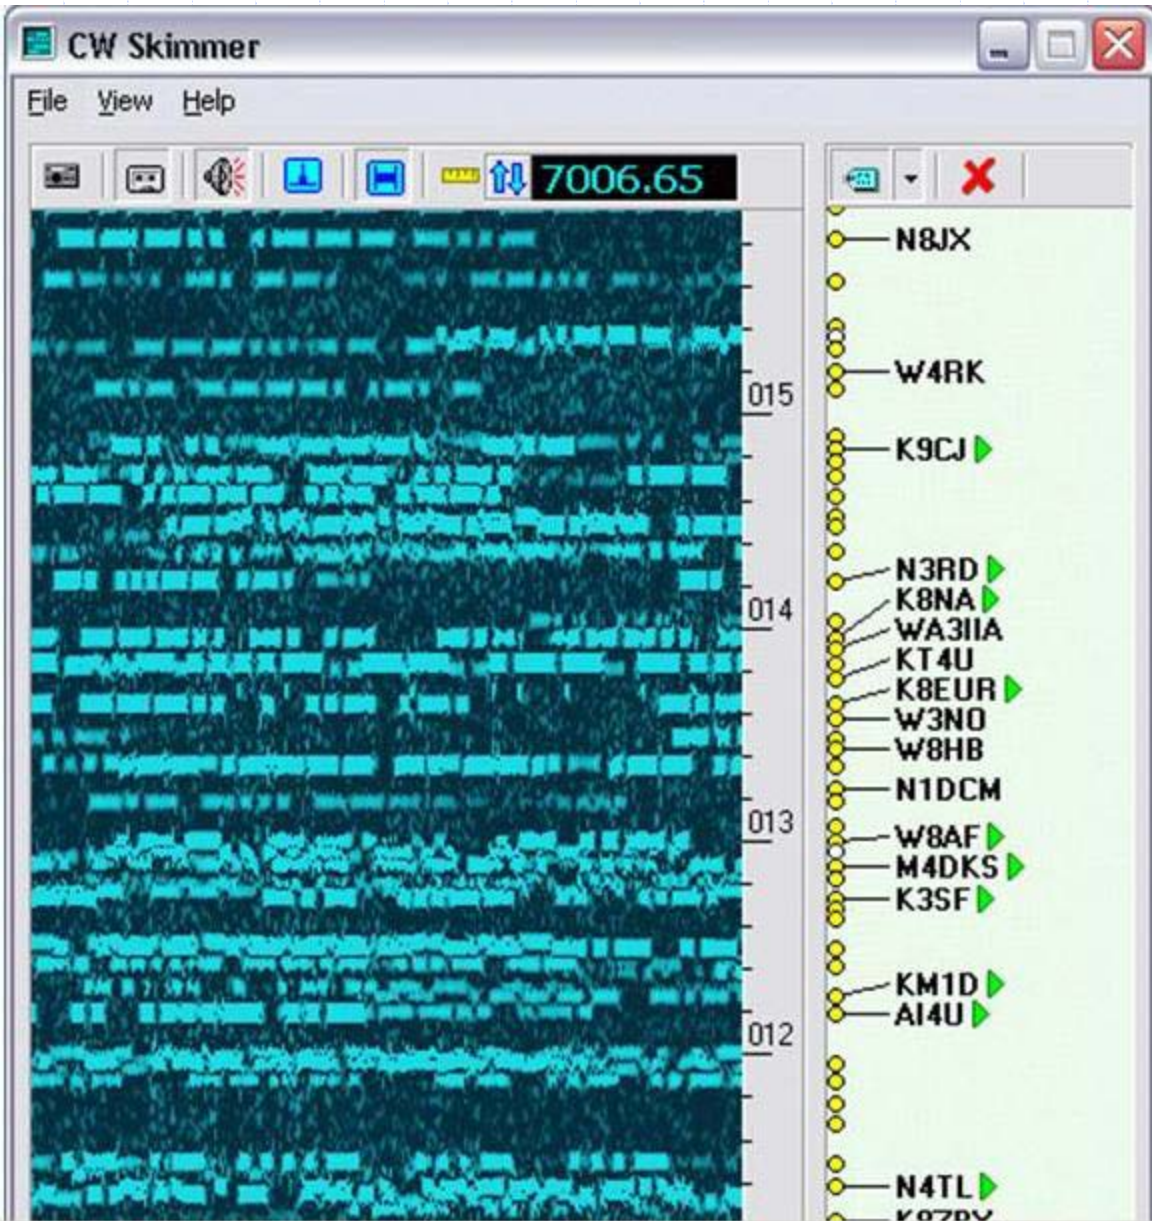 CW Skimmer
File View Help
7006.65
015
014
013
012
N8JX
W4RK
K9CJ
N3RD
K8NA
WA3IIA
KT4U
K8EUR
W3NO
W8HB
N1DCM
W8AF
M4DKS
K3SF
KM1D
AI4U
N4TL